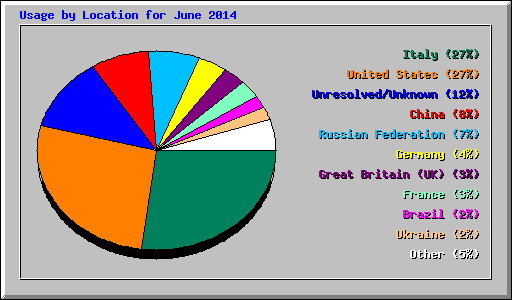 Usage by Location for June 2014
Italy (27%)
United States (27%)
Unresolved/Unknown (12%)
China (8%)
Russian Federation (7%)
Germany (4%)
Great Britain (UK) (3%)
France (3%)
Brazil (2%)
Ukraine (2%)
Other (5%)